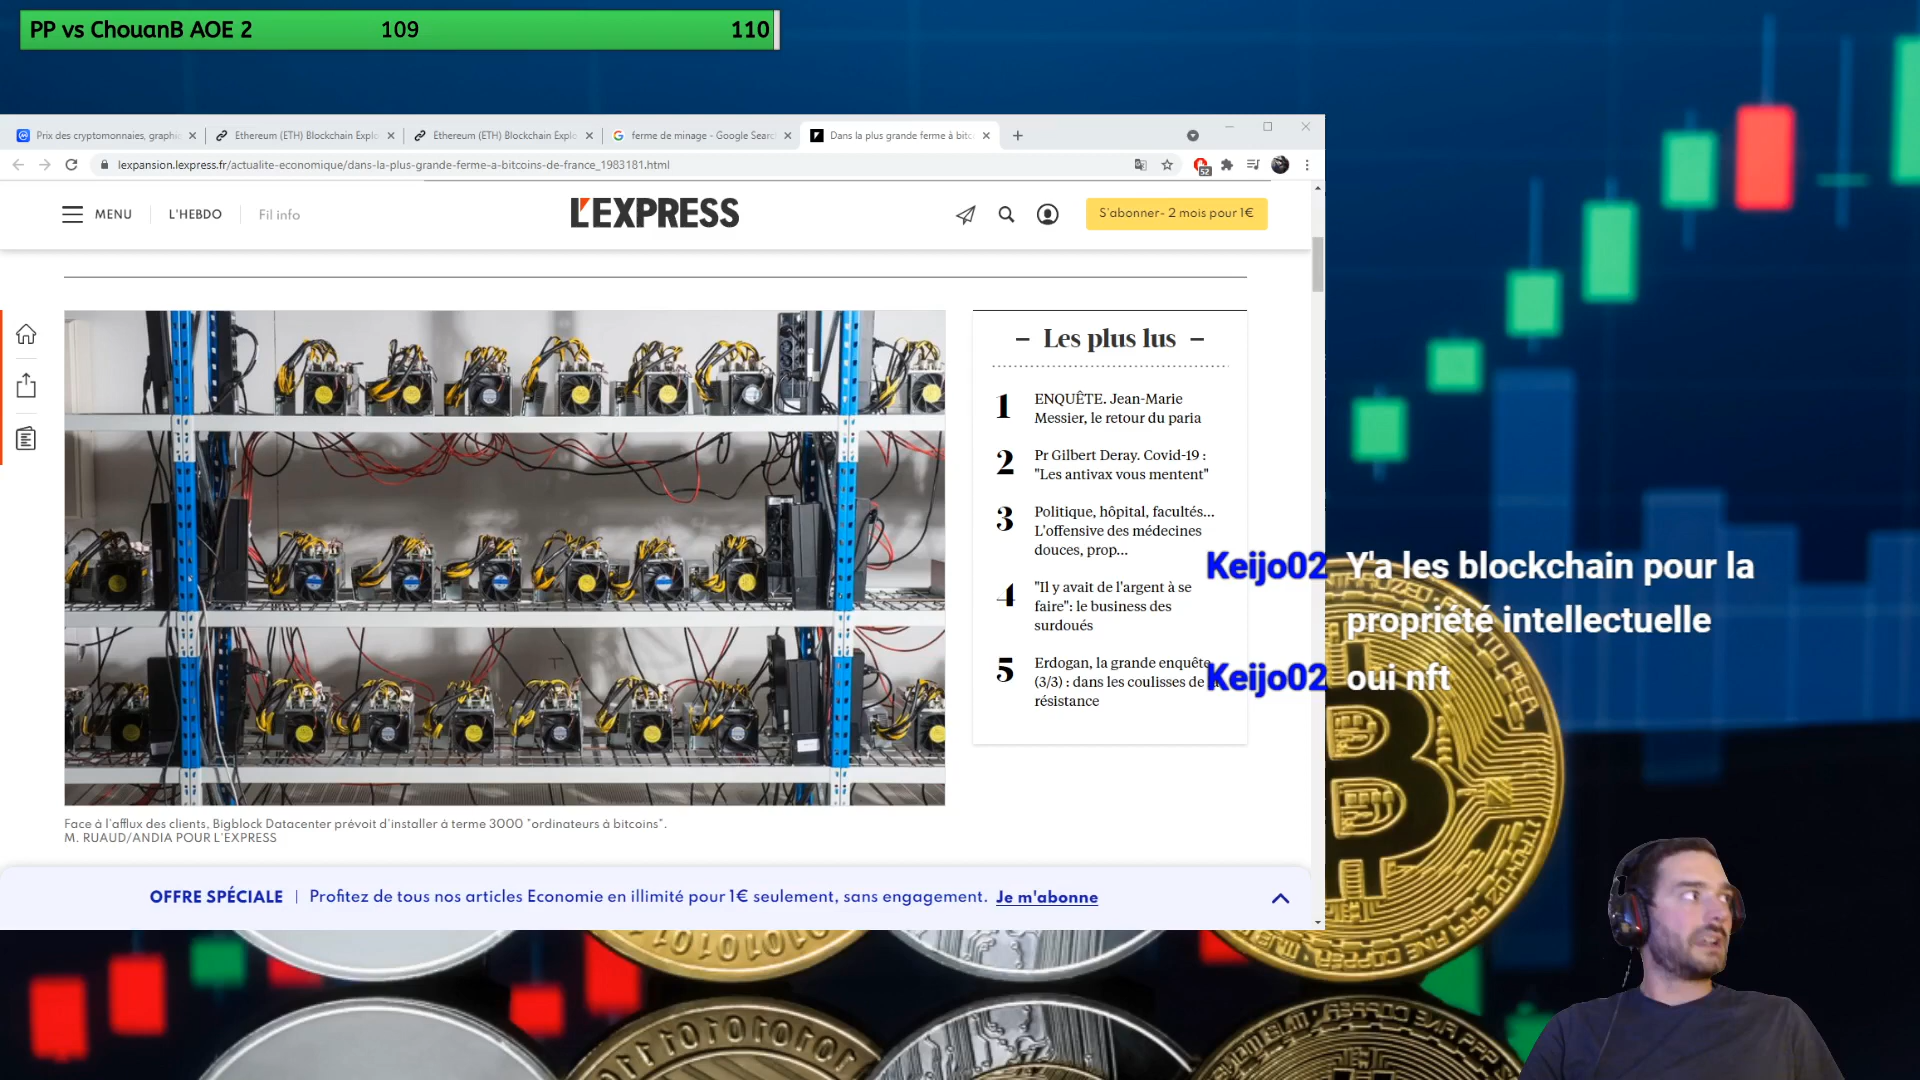 PP vs ChouanB AOE 2 109 110
Prix des cryptomonnaies, graphi
Ethereum (ETH) Blockchain Explo
Ethereum (ETH) Blockchain Explo
ferme de minage - Google Searc
Dans la plus grande ferme à bitc
lexpansion.lexpress.fr/actualite-economique/dans-la-plus-grande-ferme-a-bitcoins-de-france_1983181.html
52
MENU
L'HEBDO
Fil info
L'EXPRESS
S'abonner- 2 mois pour 1€
– Les plus lus –
1 ENQUÊTE. Jean-Marie
Messier, le retour du paria
2 Pr Gilbert Deray. Covid-19 :
"Les antivax vous mentent"
3 Politique, hôpital, facultés...
L'offensive des médecines
douces, prop...
4 "Il y avait de l'argent à se
faire": le business des
surdoués
5 Erdogan, la grande enquête
(3/3) : dans les coulisses de
résistance
Keijo02 Y'a les blockchain pour la
propriété intellectuelle
Keijo02 oui nft
Face à l'afflux des clients, Bigblock Datacenter prévoit d'installer à terme 3000 "ordinateurs à bitcoins".
M. RUAUD/ANDIA POUR L'EXPRESS
OFFRE SPÉCIALE | Profitez de tous nos articles Economie en illimité pour 1€ seulement, sans engagement. Je m'abonne